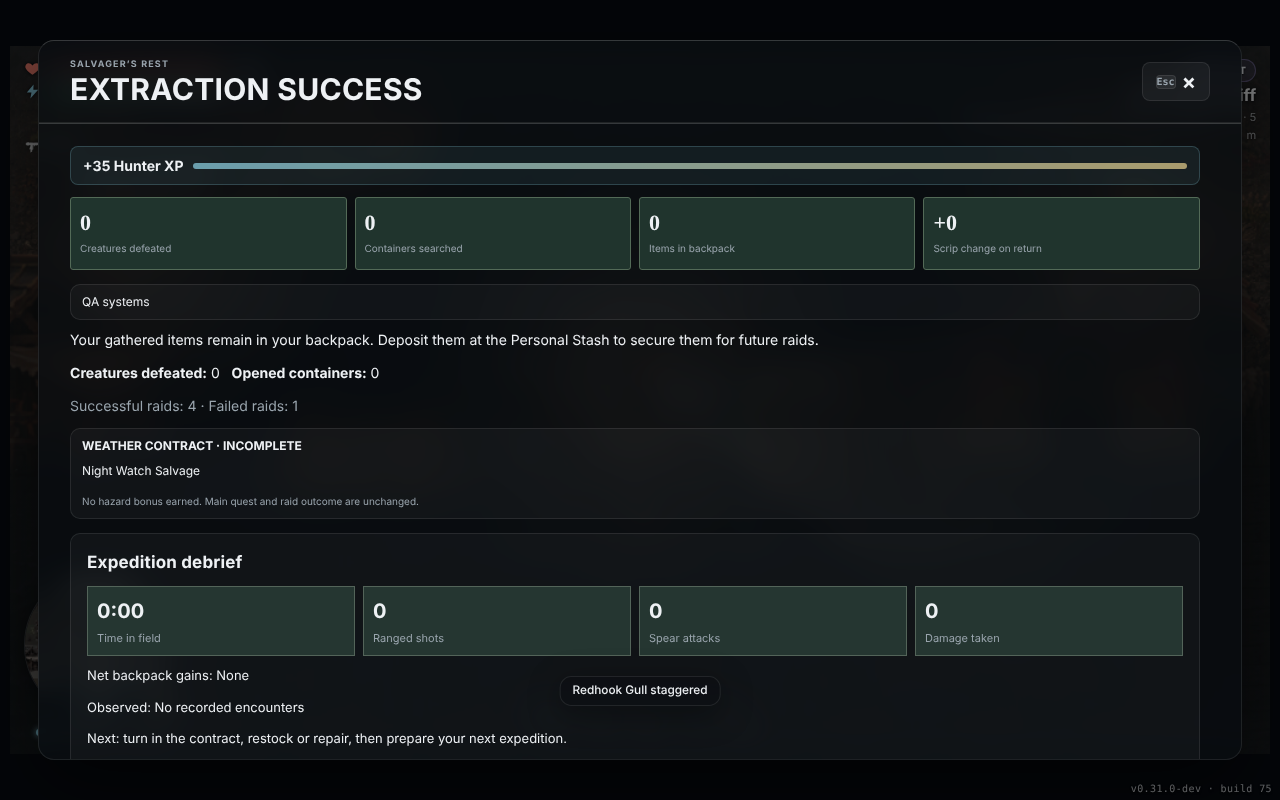 SALVAGER'S REST
EXTRACTION SUCCESS
Esc ×
T
iff
· 5
m
+35 Hunter XP
0
Creatures defeated
0
Containers searched
0
Items in backpack
+0
Scrip change on return
QA systems
Your gathered items remain in your backpack. Deposit them at the Personal Stash to secure them for future raids.
Creatures defeated: 0 Opened containers: 0
Successful raids: 4 · Failed raids: 1
WEATHER CONTRACT · INCOMPLETE
Night Watch Salvage
No hazard bonus earned. Main quest and raid outcome are unchanged.
Expedition debrief
0:00
Time in field
0
Ranged shots
0
Spear attacks
0
Damage taken
Net backpack gains: None
Redhook Gull staggered
Observed: No recorded encounters
Next: turn in the contract, restock or repair, then prepare your next expedition.
v0.31.0-dev · build 75